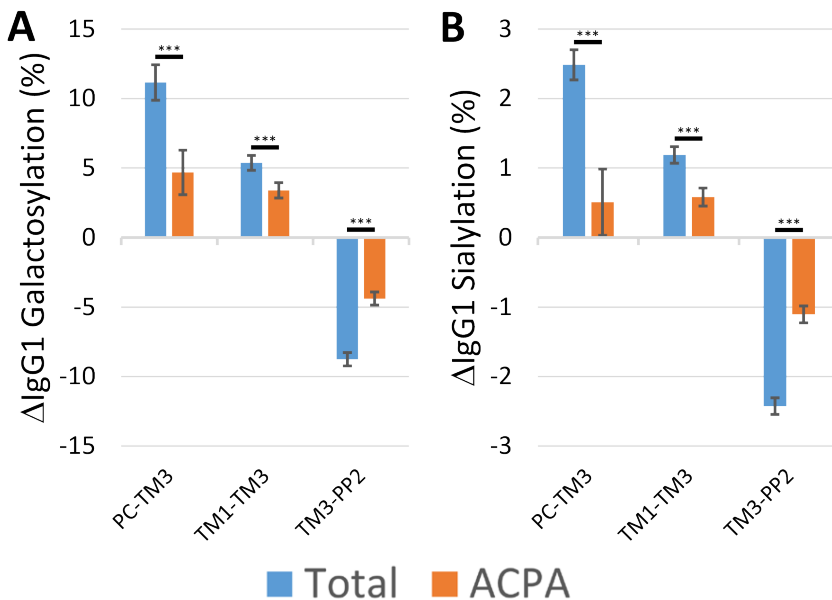 A
ΔIgG1 Galactosylation (%)
15
10
5
0
-5
-10
-15
***
***
***
PC-TM3
TM1-TM3
TM3-PP2
B
ΔIgG1 Sialylation (%)
3
2
1
0
-1
-2
-3
***
***
***
PC-TM3
TM1-TM3
TM3-PP2
Total ACPA